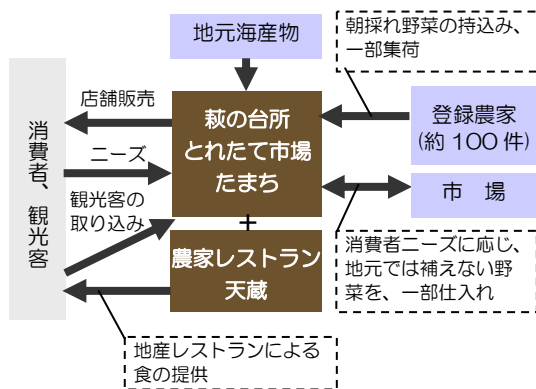 地元海産物
朝採れ野菜の持込み、
一部集荷
店舗販売
萩の台所
とれたて市場
たまち
登録農家
(約 100 件)
消費者、観光客
ニーズ
市 場
観光客の
取り込み
+
農家レストラン
天蔵
消費者ニーズに応じ、
地元では補えない野
菜を、一部仕入れ
地産レストランによる
食の提供